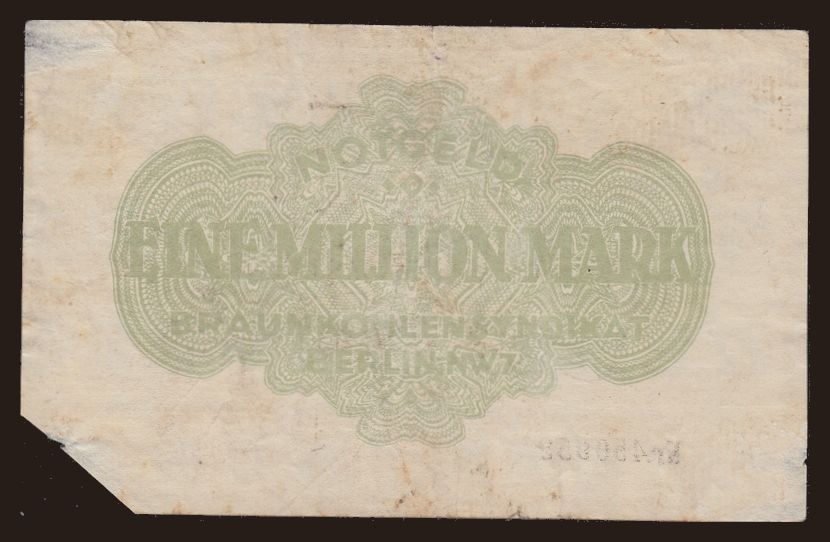 NOTGELD
EINE MILLION MARK
BRAUNKOHLENSYNDIKAT
BERLIN NW7